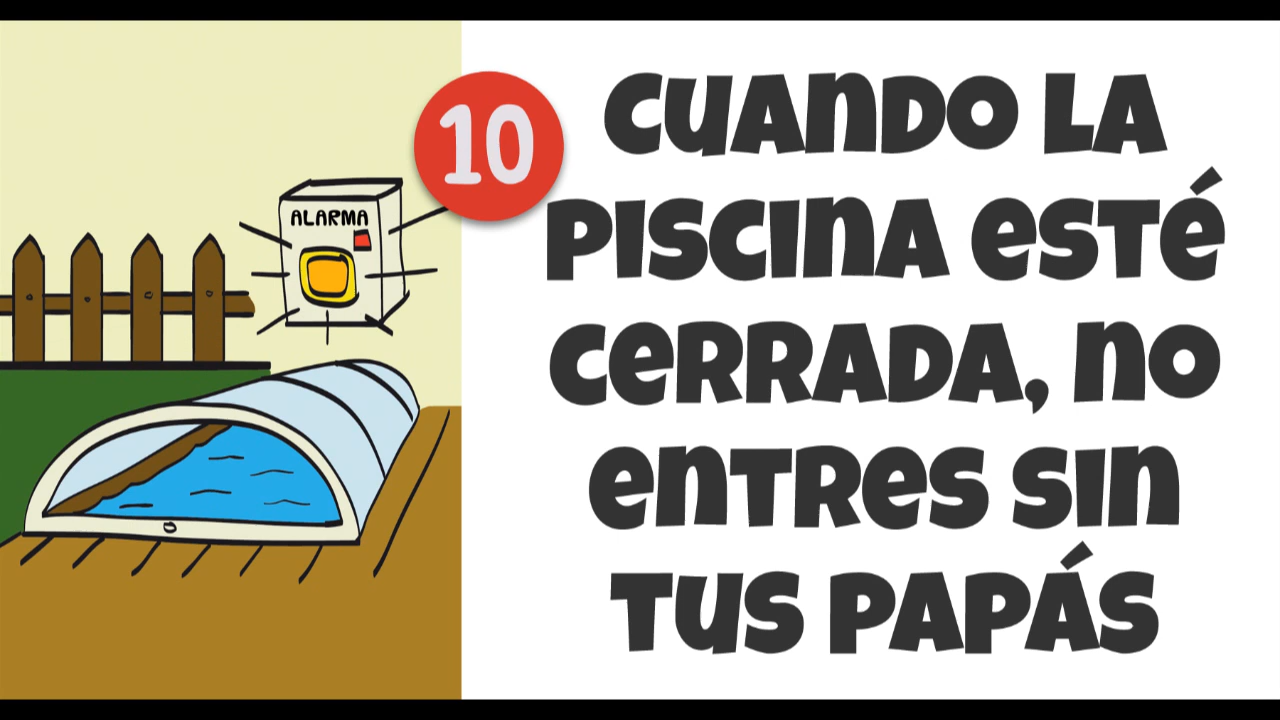 ALARMA
10
CUANDO LA
PISCINA ESTÉ
CERRADA, NO
ENTRES SIN
TUS PAPÁS